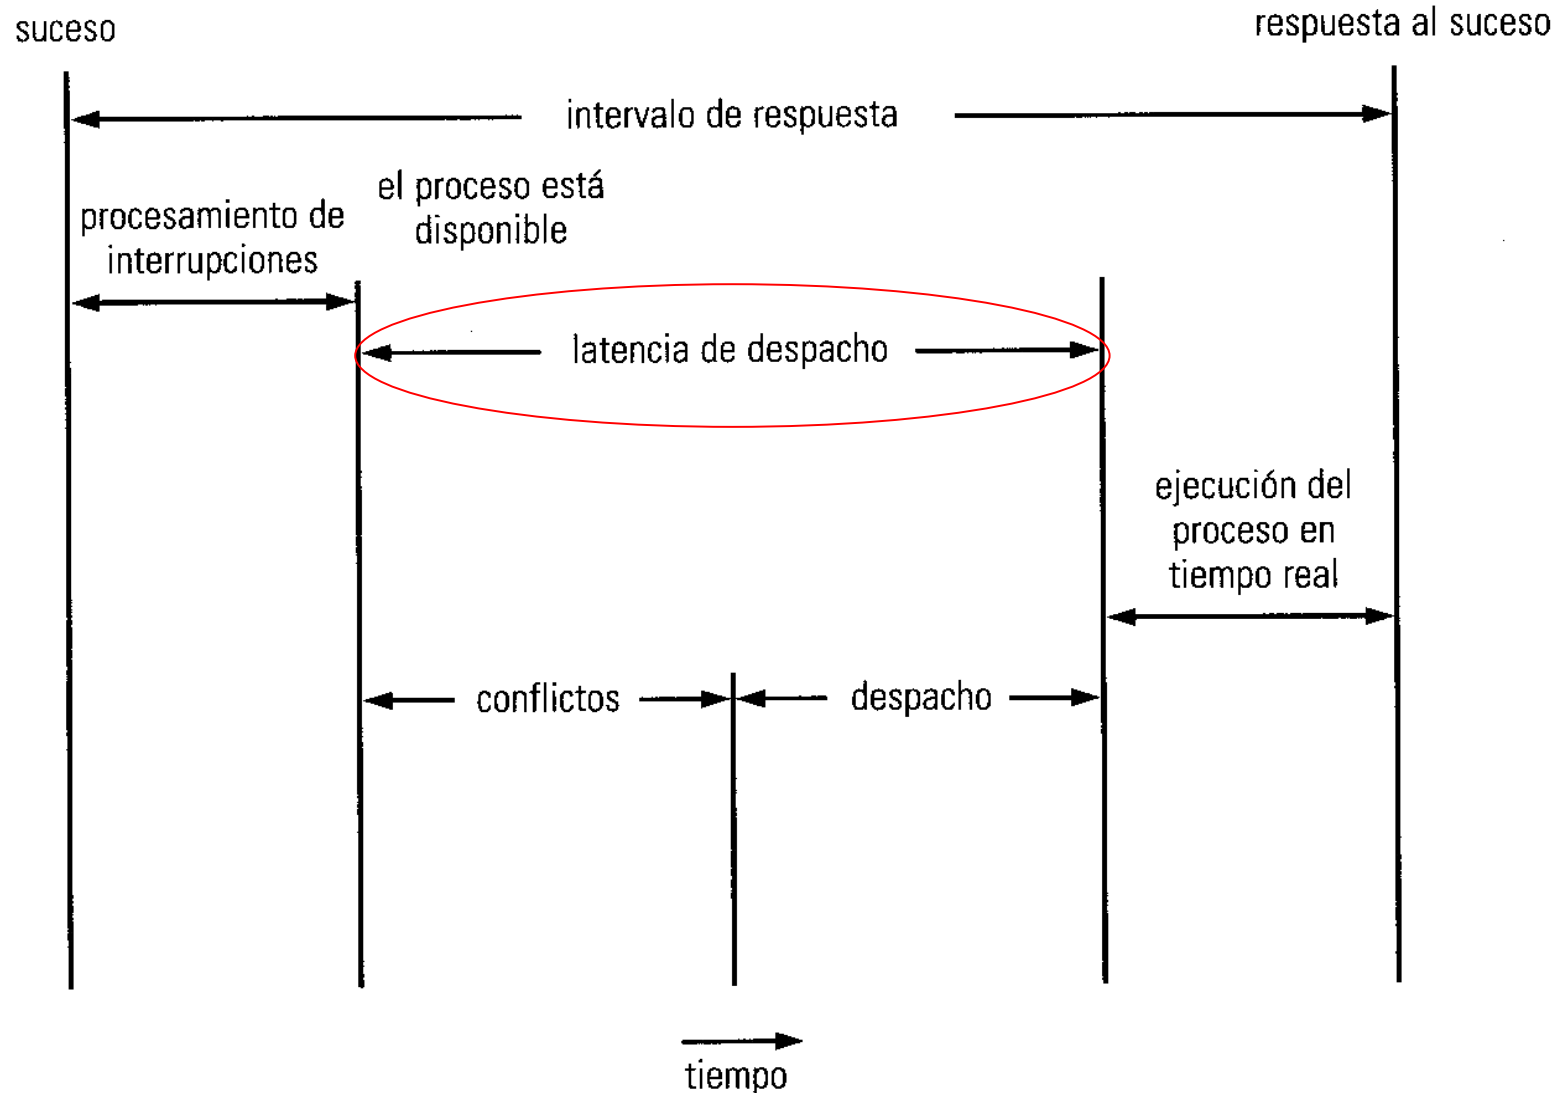 suceso
respuesta al suceso
intervalo de respuesta
el proceso está
disponible
procesamiento de
interrupciones
latencia de despacho
ejecución del
proceso en
tiempo real
conflictos
despacho
tiempo